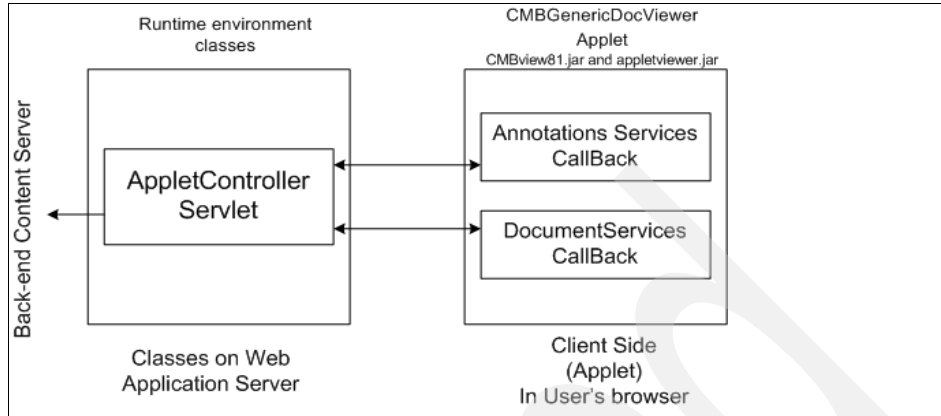 Runtime environment
classes
CMBGenericDocViewer
Applet
CMBview81.jar and appletviewer.jar
Back-end Content Server
AppletController
Servlet
Annotations Services
CallBack
DocumentServices
CallBack
Classes on Web
Application Server
Client Side
(Applet)
In User's browser